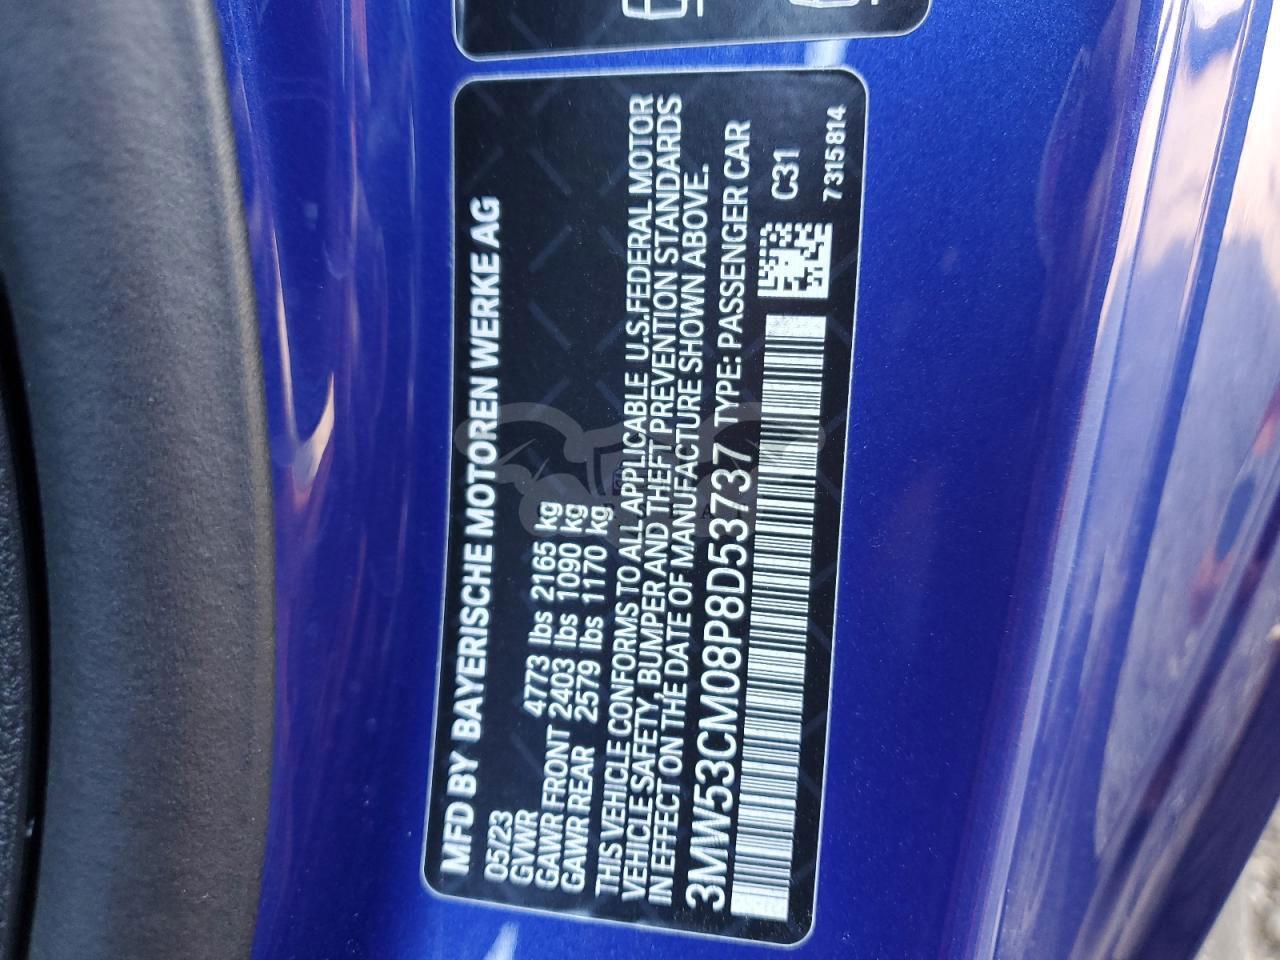 MFD BY BAYERISCHE MOTOREN WERKE AG
05/23
GVWR 4773 lbs 2165 kg
GAWR FRONT 2403 lbs 1090 kg
GAWR REAR 2579 lbs 1170 kg
THIS VEHICLE CONFORMS TO ALL APPLICABLE U.S.FEDERAL MOTOR
VEHICLE SAFETY, BUMPER AND THEFT PREVENTION STANDARDS
IN EFFECT ON THE DATE OF MANUFACTURE SHOWN ABOVE.
3MW53CM08P8D53737 TYPE: PASSENGER CAR
C31
7315814